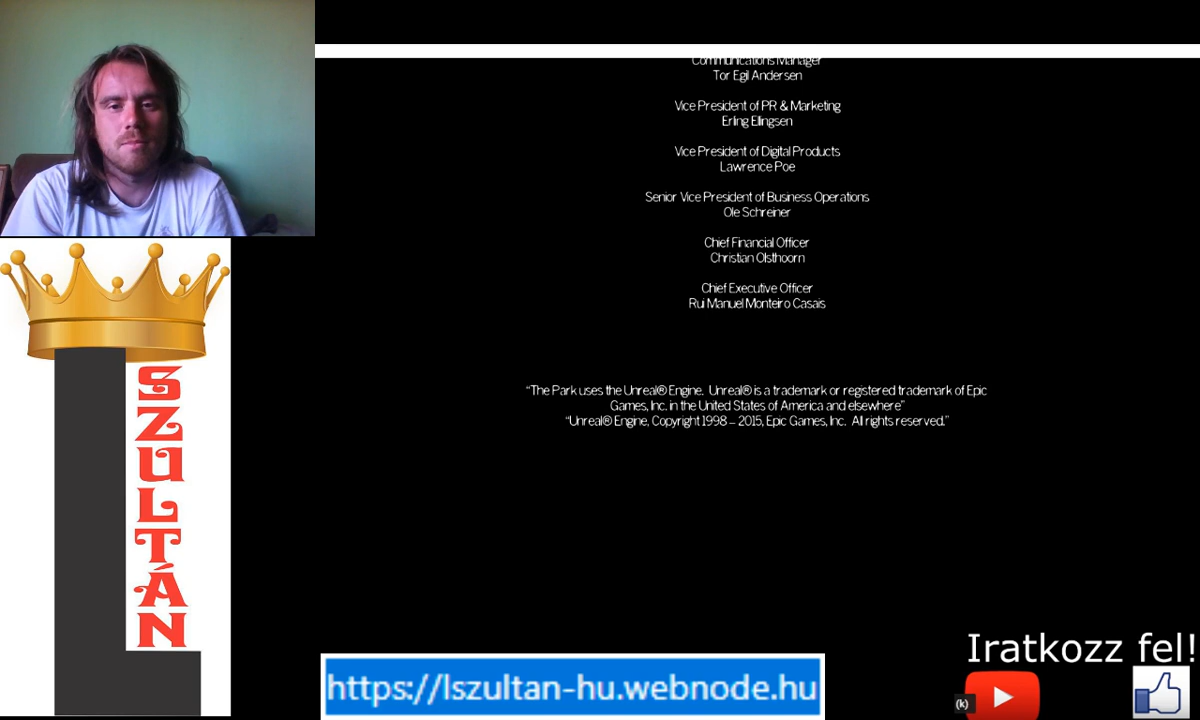 Communications Manager
Tor Egil Andersen
Vice President of PR & Marketing
Erling Ellingsen
Vice President of Digital Products
Lawrence Poe
Senior Vice President of Business Operations
Ole Schreiner
Chief Financial Officer
Christian Olsthoorn
Chief Executive Officer
Rui Manuel Monteiro Casais
“The Park uses the Unreal® Engine. Unreal® is a trademark or registered trademark of Epic
Games, Inc. in the United States of America and elsewhere”
“Unreal® Engine, Copyright 1998 – 2015, Epic Games, Inc. All rights reserved.”
L
SZULTÁN
https://lszultan-hu.webnode.hu
Iratkozz fel!
(k)